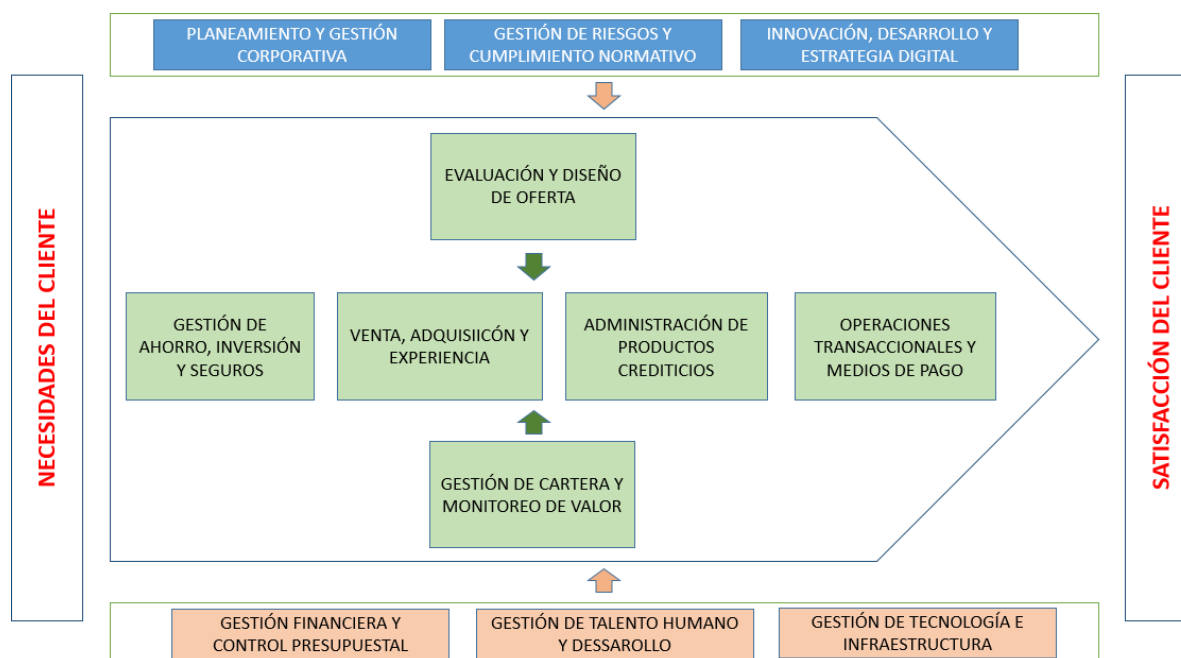 PLANEAMIENTO Y GESTIÓN
CORPORATIVA
GESTIÓN DE RIESGOS Y
CUMPLIMIENTO NORMATIVO
INNOVACIÓN, DESARROLLO Y
ESTRATEGIA DIGITAL
NECESIDADES DEL CLIENTE
EVALUACIÓN Y DISEÑO
DE OFERTA
GESTIÓN DE
AHORRO, INVERSIÓN
Y SEGUROS
VENTA, ADQUISIICÓN Y
EXPERIENCIA
ADMINISTRACIÓN DE
PRODUCTOS
CREDITICIOS
OPERACIONES
TRANSACCIONALES Y
MEDIOS DE PAGO
GESTIÓN DE CARTERA Y
MONITOREO DE VALOR
SATISFACCIÓN DEL CLIENTE
GESTIÓN FINANCIERA Y
CONTROL PRESUPUESTAL
GESTIÓN DE TALENTO HUMANO
Y DESSAROLLO
GESTIÓN DE TECNOLOGÍA E
INFRAESTRUCTURA